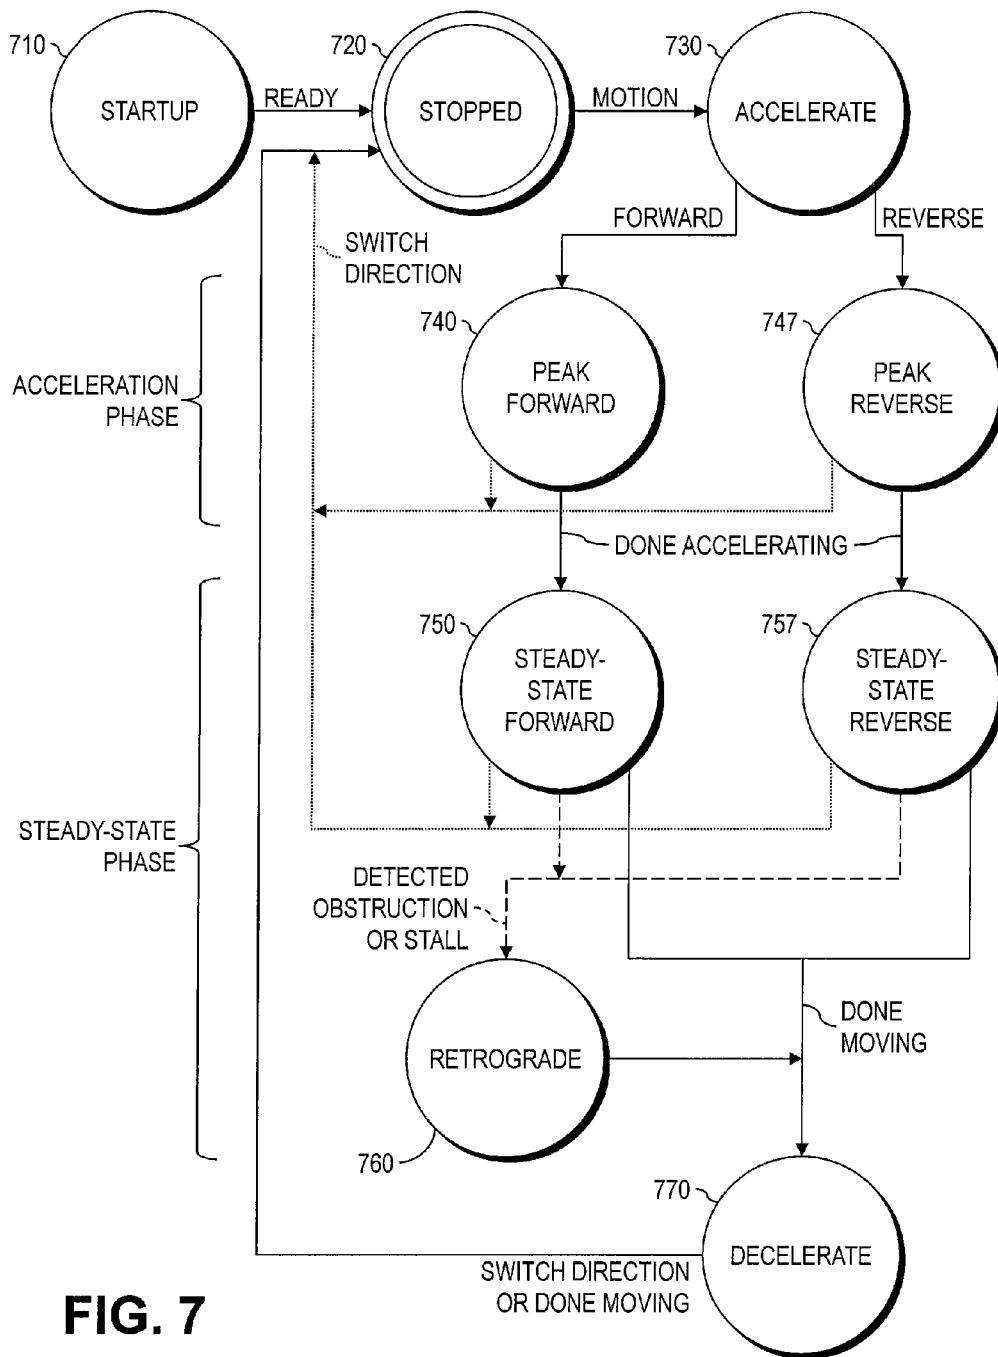 710
720
730
STARTUP
READY
STOPPED
MOTION
ACCELERATE
FORWARD
REVERSE
SWITCH
DIRECTION
740
747
ACCELERATION
PHASE
PEAK
FORWARD
PEAK
REVERSE
DONE ACCELERATING
750
757
STEADY-
STATE
FORWARD
STEADY-
STATE
REVERSE
STEADY-STATE
PHASE
DETECTED
OBSTRUCTION
OR STALL
DONE
MOVING
RETROGRADE
760
770
DECELERATE
SWITCH DIRECTION
OR DONE MOVING
FIG. 7